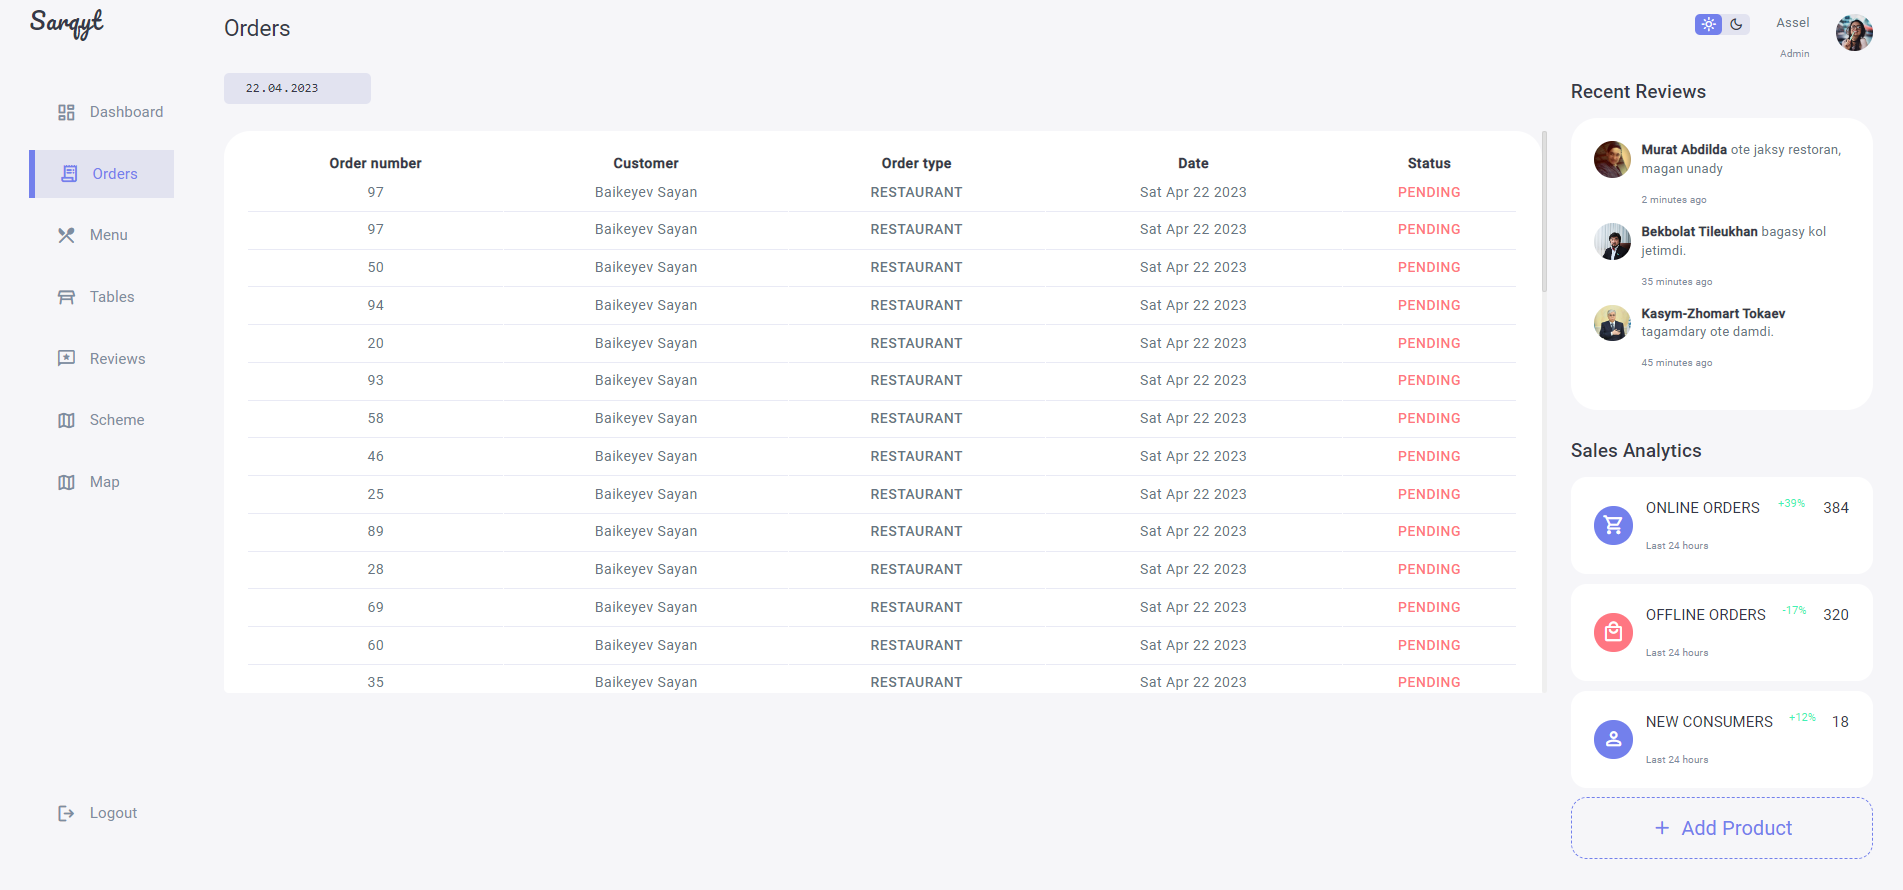 Sarqyt
Dashboard
Orders
Menu
Tables
Reviews
Scheme
Map
Logout
Orders
22.04.2023
Order number Customer Order type Date Status
97 Baikeyev Sayan RESTAURANT Sat Apr 22 2023 PENDING
97 Baikeyev Sayan RESTAURANT Sat Apr 22 2023 PENDING
50 Baikeyev Sayan RESTAURANT Sat Apr 22 2023 PENDING
94 Baikeyev Sayan RESTAURANT Sat Apr 22 2023 PENDING
20 Baikeyev Sayan RESTAURANT Sat Apr 22 2023 PENDING
93 Baikeyev Sayan RESTAURANT Sat Apr 22 2023 PENDING
58 Baikeyev Sayan RESTAURANT Sat Apr 22 2023 PENDING
46 Baikeyev Sayan RESTAURANT Sat Apr 22 2023 PENDING
25 Baikeyev Sayan RESTAURANT Sat Apr 22 2023 PENDING
89 Baikeyev Sayan RESTAURANT Sat Apr 22 2023 PENDING
28 Baikeyev Sayan RESTAURANT Sat Apr 22 2023 PENDING
69 Baikeyev Sayan RESTAURANT Sat Apr 22 2023 PENDING
60 Baikeyev Sayan RESTAURANT Sat Apr 22 2023 PENDING
35 Baikeyev Sayan RESTAURANT Sat Apr 22 2023 PENDING
Assel
Admin
Recent Reviews
Murat Abdilda ote jaksy restoran,
magan unady
2 minutes ago
Bekbolat Tileukhan bagasy kol
jetimdi.
35 minutes ago
Kasym-Zhomart Tokaev
tagamdary ote damdi.
45 minutes ago
Sales Analytics
ONLINE ORDERS +39% 384
Last 24 hours
OFFLINE ORDERS -17% 320
Last 24 hours
NEW CONSUMERS +12% 18
Last 24 hours
+ Add Product